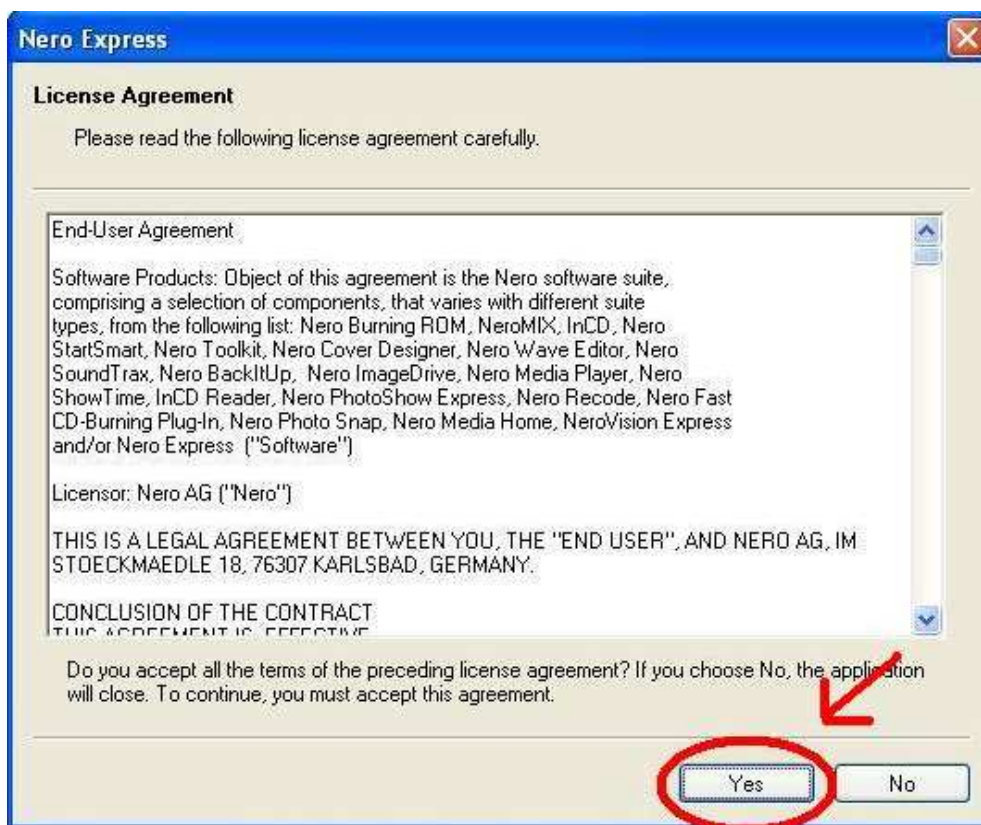 Nero Express
License Agreement
Please read the following license agreement carefully.
End-User Agreement
Software Products: Object of this agreement is the Nero software suite,
comprising a selection of components, that varies with different suite
types, from the following list: Nero Burning ROM, NeroMIX, InCD, Nero
StartSmart, Nero Toolkit, Nero Cover Designer, Nero Wave Editor, Nero
SoundTrax, Nero BackItUp,  Nero ImageDrive, Nero Media Player, Nero
ShowTime, InCD Reader, Nero PhotoShow Express, Nero Recode, Nero Fast
CD-Burning Plug-In, Nero Photo Snap, Nero Media Home, NeroVision Express
and/or Nero Express  ("Software")
Licensor: Nero AG ("Nero")
THIS IS A LEGAL AGREEMENT BETWEEN YOU, THE "END USER", AND NERO AG, IM
STOECKMAEDLE 18, 76307 KARLSBAD, GERMANY.
CONCLUSION OF THE CONTRACT
THIS AGREEMENT IS EFFECTIVE
Do you accept all the terms of the preceding license agreement? If you choose No, the application
will close. To continue, you must accept this agreement.
Yes
No